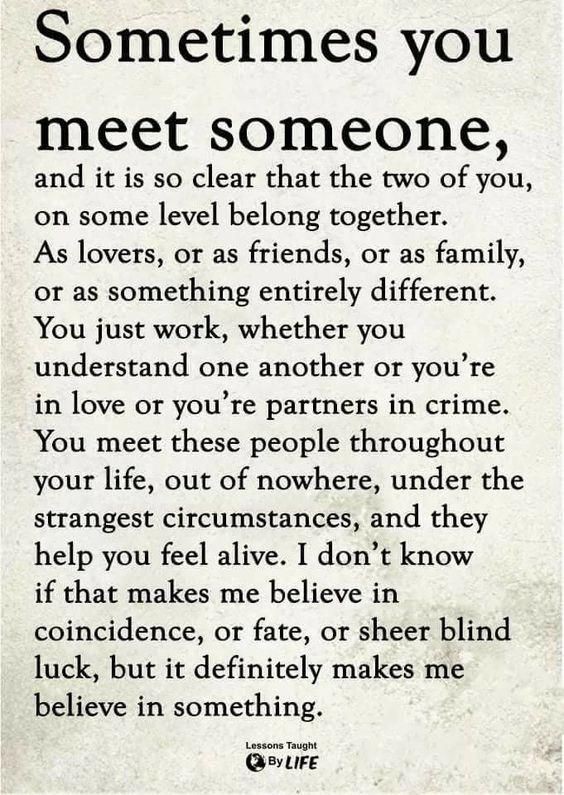 Sometimes you
meet someone,
and it is so clear that the two of you,
on some level belong together.
As lovers, or as friends, or as family,
or as something entirely different.
You just work, whether you
understand one another or you’re
in love or you’re partners in crime.
You meet these people throughout
your life, out of nowhere, under the
strangest circumstances, and they
help you feel alive. I don’t know
if that makes me believe in
coincidence, or fate, or sheer blind
luck, but it definitely makes me
believe in something.
Lessons Taught
By LIFE